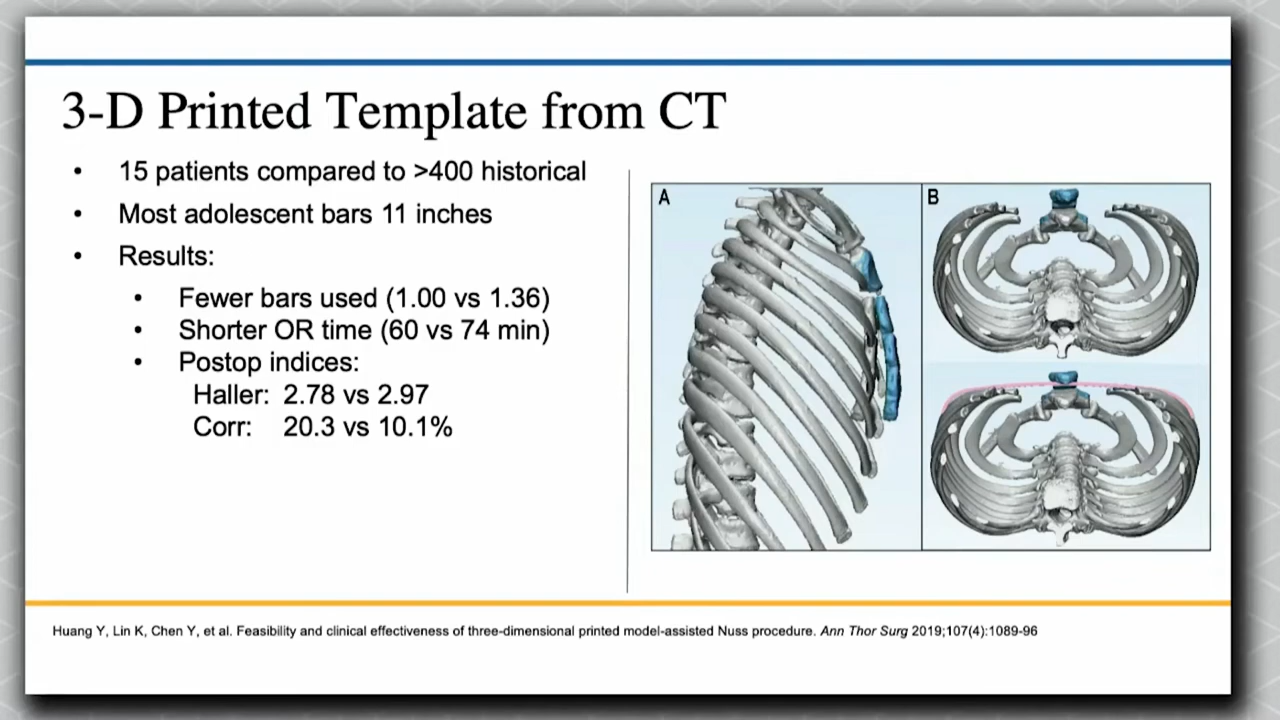 3-D Printed Template from CT
• 15 patients compared to >400 historical
• Most adolescent bars 11 inches
• Results:
• Fewer bars used (1.00 vs 1.36)
• Shorter OR time (60 vs 74 min)
• Postop indices:
Haller: 2.78 vs 2.97
Corr: 20.3 vs 10.1%
A
B
Huang Y, Lin K, Chen Y, et al. Feasibility and clinical effectiveness of three-dimensional printed model-assisted Nuss procedure. Ann Thor Surg 2019;107(4):1089-96